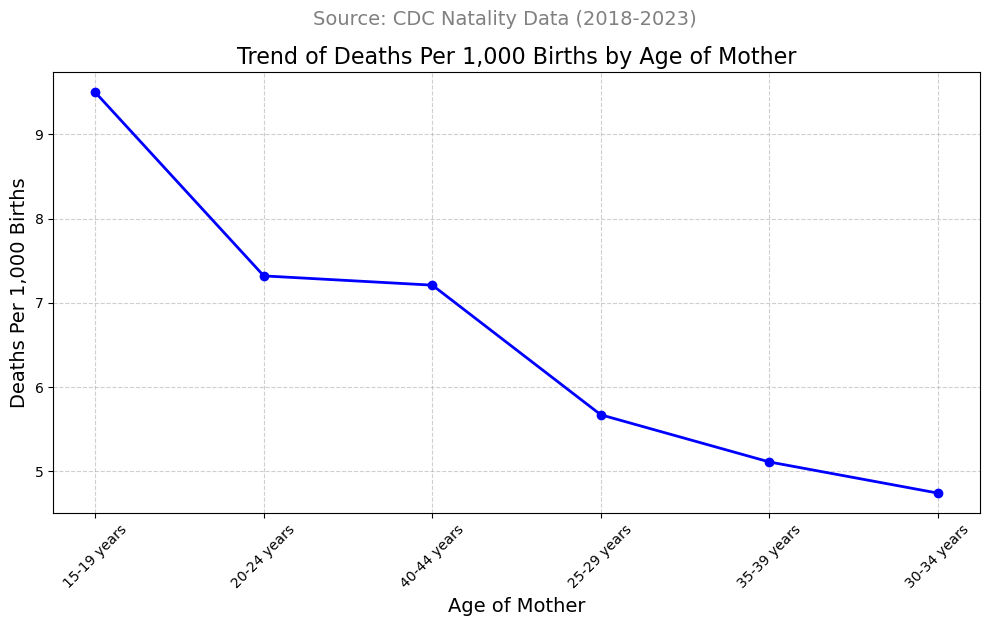 Source: CDC Natality Data (2018-2023)
Trend of Deaths Per 1,000 Births by Age of Mother
Deaths Per 1,000 Births
9
8
7
6
5
15-19 years
20-24 years
40-44 years
25-29 years
35-39 years
30-34 years
Age of Mother